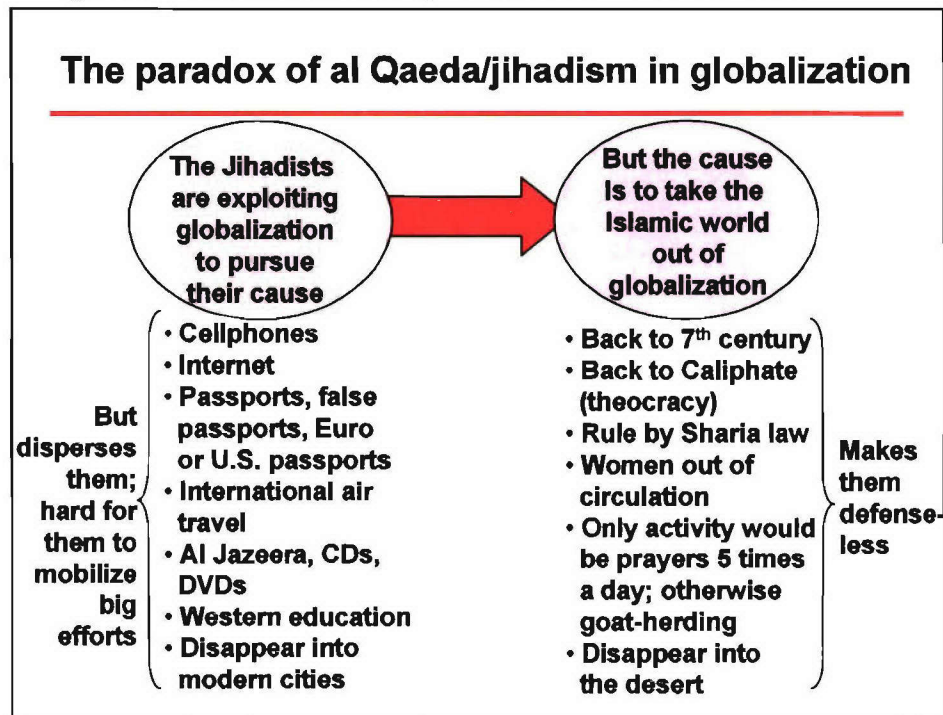 The paradox of al Qaeda/jihadism in globalization
The Jihadists
are exploiting
globalization
to pursue
their cause
But the cause
is to take the
Islamic world
out of
globalization
But
disperses
them;
hard for
them to
mobilize
big
efforts
• Cellphones
• Internet
• Passports, false
passports, Euro
or U.S. passports
• International air
travel
• Al Jazeera, CDs,
DVDs
• Western education
• Disappear into
modern cities
• Back to 7th century
• Back to Caliphate
(theocracy)
• Rule by Sharia law
• Women out of
circulation
• Only activity would
be prayers 5 times
a day; otherwise
goat-herding
• Disappear into
the desert
Makes
them
defense-
less